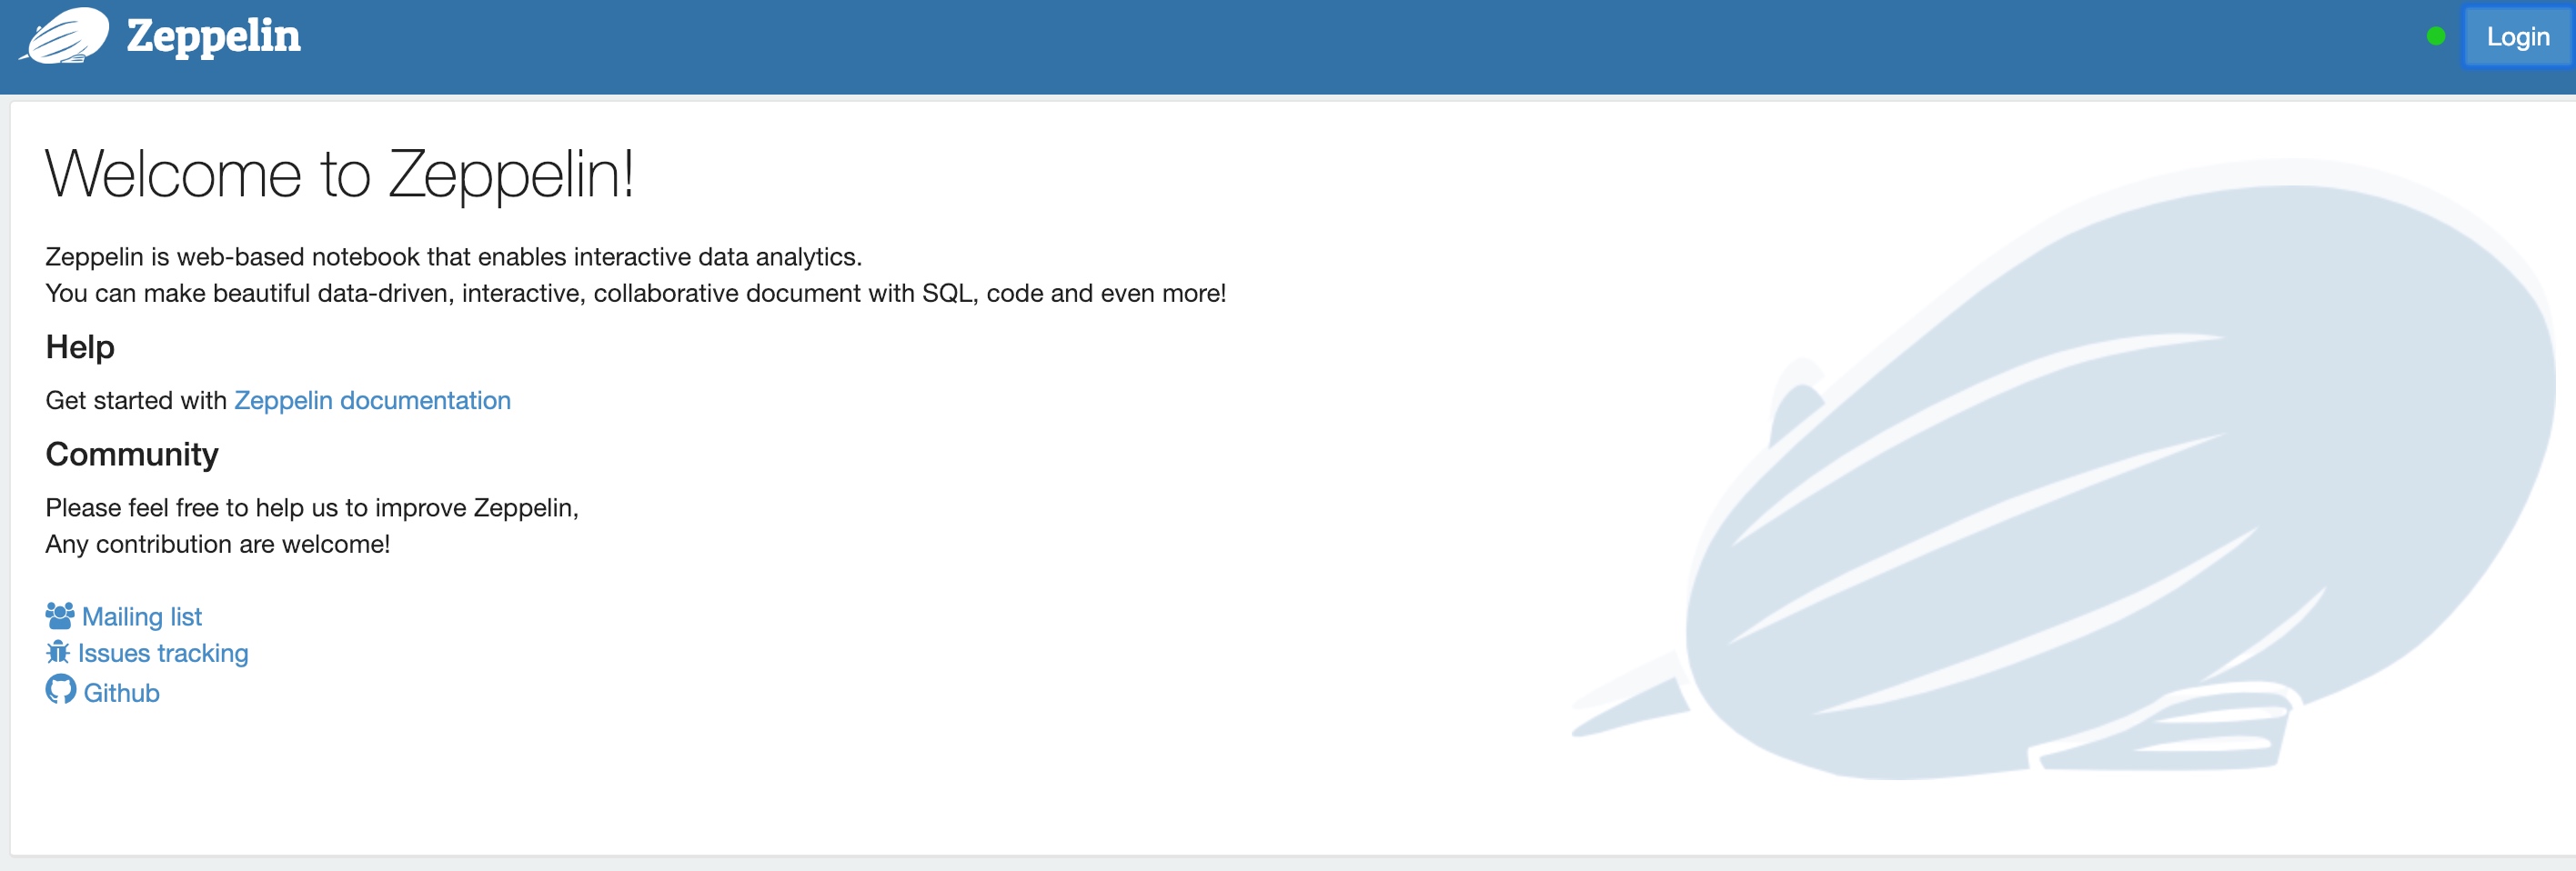 Zeppelin
Login
Welcome to Zeppelin!
Zeppelin is web-based notebook that enables interactive data analytics.
You can make beautiful data-driven, interactive, collaborative document with SQL, code and even more!
Help
Get started with Zeppelin documentation
Community
Please feel free to help us to improve Zeppelin,
Any contribution are welcome!
Mailing list
Issues tracking
Github